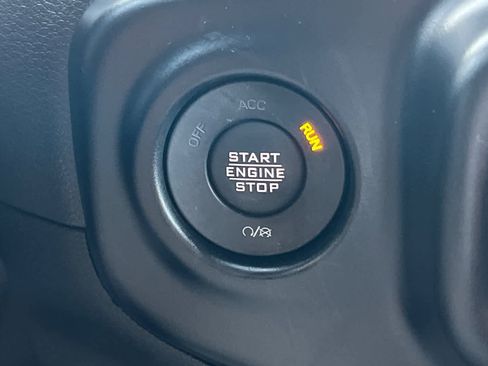 ACC
OFF
RUN
START
ENGINE
STOP